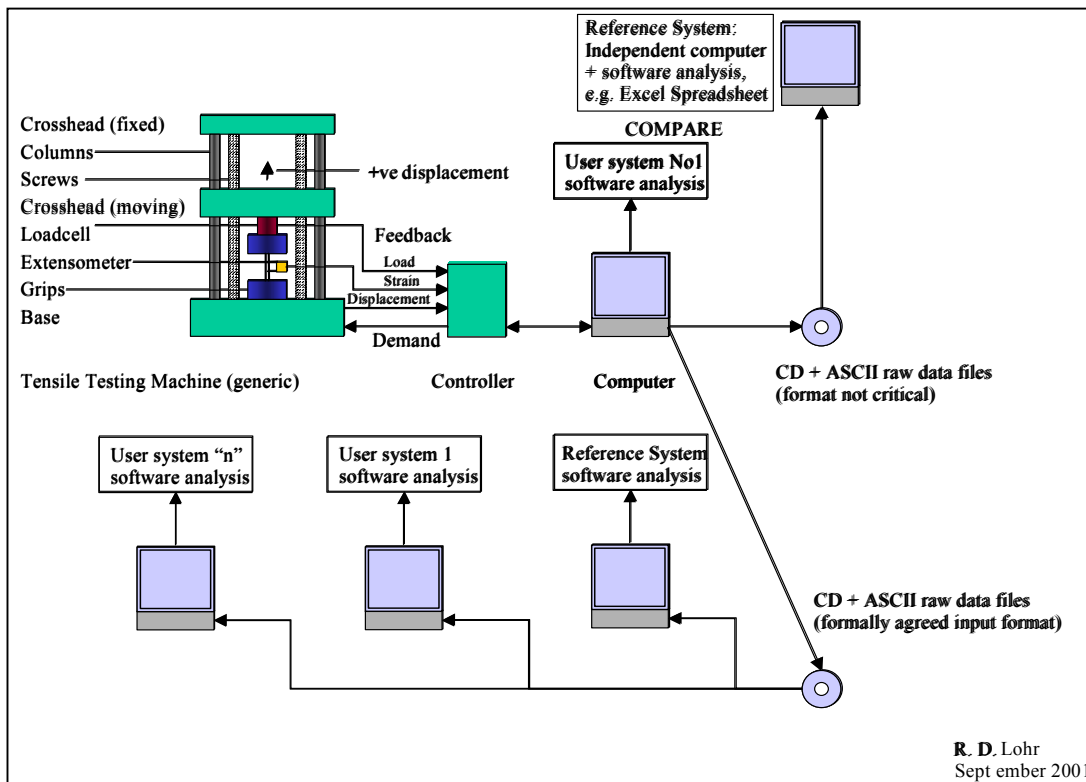 Reference System:
Independent computer
+ software analysis,
e.g. Excel Spreadsheet
COMPARE
User system No1
software analysis
Crosshead (fixed)
Columns
Screws
+ve displacement
Crosshead (moving)
Loadcell
Feedback
Extensometer
Load
Strain
Grips
Displacement
Base
Demand
Tensile Testing Machine (generic)
Controller
Computer
CD + ASCII raw data files
(format not critical)
User system “n”
software analysis
User system 1
software analysis
Reference System
software analysis
CD + ASCII raw data files
(formally agreed input format)
R. D. Lohr
Sept ember 2001